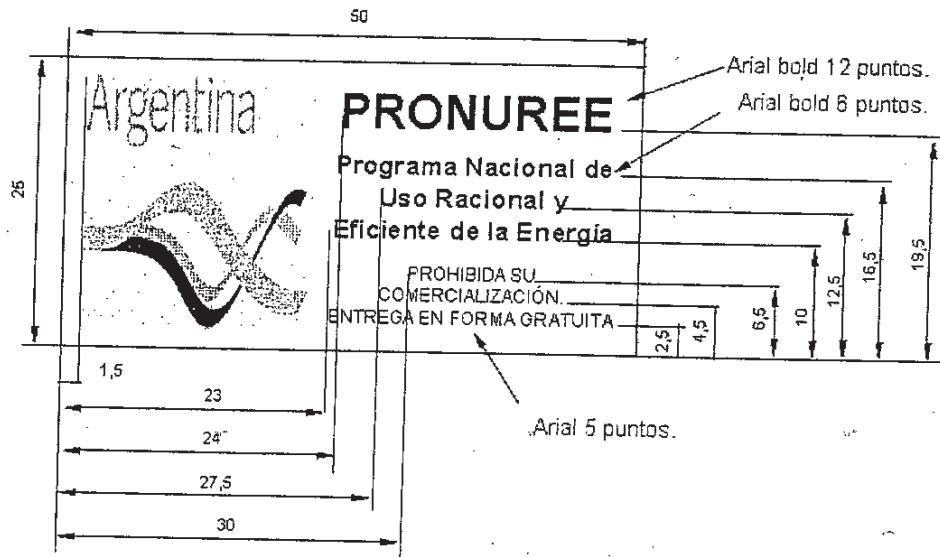 50
Arial bold 12 puntos.
Arial bold 6 puntos.
Argentina
PRONUREE
Programa Nacional de
Uso Racional y
Eficiente de la Energía
PROHIBIDA SU
COMERCIALIZACIÓN.
ENTREGA EN FORMA GRATUITA
25
2,5
4,5
6,5
10
12,5
16,5
19,5
1,5
23
24
27,5
30
Arial 5 puntos.